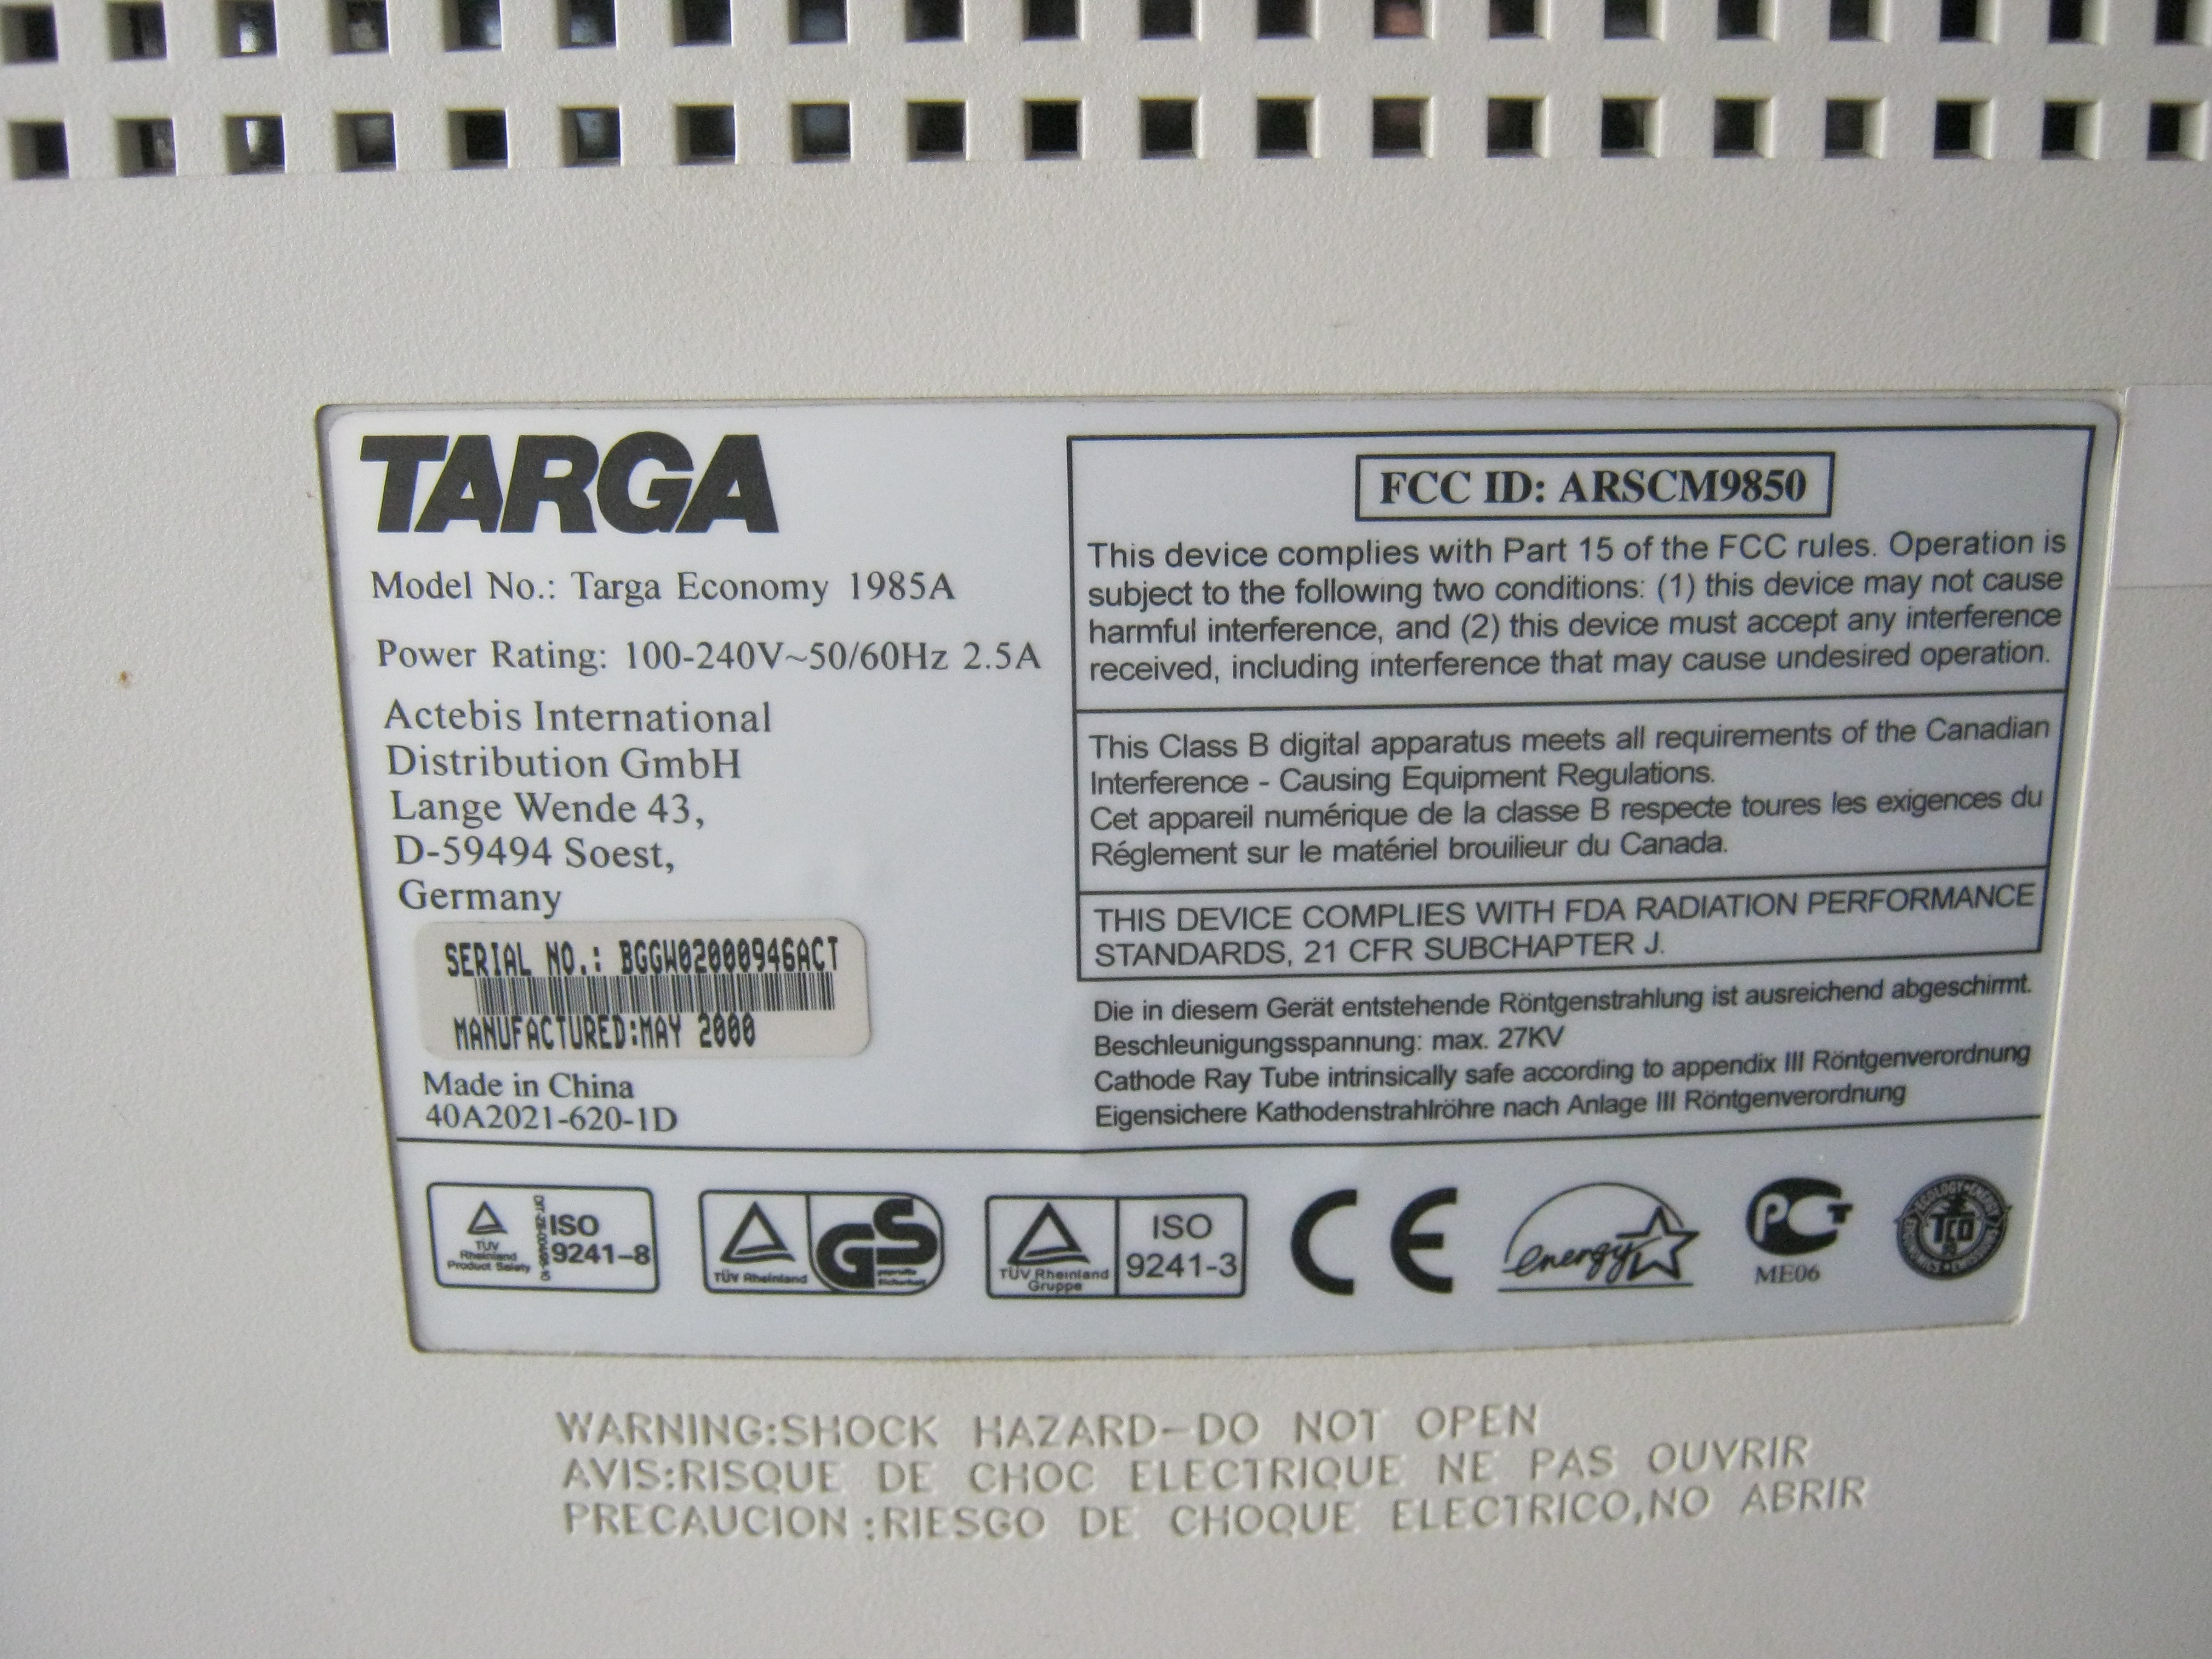 TARGA
Model No.: Targa Economy 1985A
Power Rating: 100-240V~50/60Hz 2.5A
Actebis International
Distribution GmbH
Lange Wende 43,
D-59494 Soest,
Germany
SERIAL NO.: BGGW02000946ACT
MANUFACTURED:MAY 2000
Made in China
40A2021-620-1D
FCC ID: ARSCM9850
This device complies with Part 15 of the FCC rules. Operation is
subject to the following two conditions: (1) this device may not cause
harmful interference, and (2) this device must accept any interference
received, including interference that may cause undesired operation.
This Class B digital apparatus meets all requirements of the Canadian
Interference - Causing Equipment Regulations.
Cet appareil numérique de la classe B respecte toures les exigences du
Réglement sur le matériel brouilieur du Canada.
THIS DEVICE COMPLIES WITH FDA RADIATION PERFORMANCE
STANDARDS, 21 CFR SUBCHAPTER J.
Die in diesem Gerät entstehende Röntgenstrahlung ist ausreichend abgeschirmt.
Beschleunigungsspannung: max. 27KV
Cathode Ray Tube intrinsically safe according to appendix III Röntgenverordnung
Eigensichere Kathodenstrahlröhre nach Anlage III Röntgenverordnung
TÜV
Rheinland
Product Safety
ISO
9241-8
TÜV Rheinland
GS
geprüfte
Sicherheit
TÜV Rheinland
Gruppe
ISO
9241-3
CE
energy
PCT
ME06
ECOLOGY ENERGY
TCO
WARNING:SHOCK HAZARD-DO NOT OPEN
AVIS:RISQUE DE CHOC ELECTRIQUE NE PAS OUVRIR
PRECAUCION :RIESGO DE CHOQUE ELECTRICO,NO ABRIR